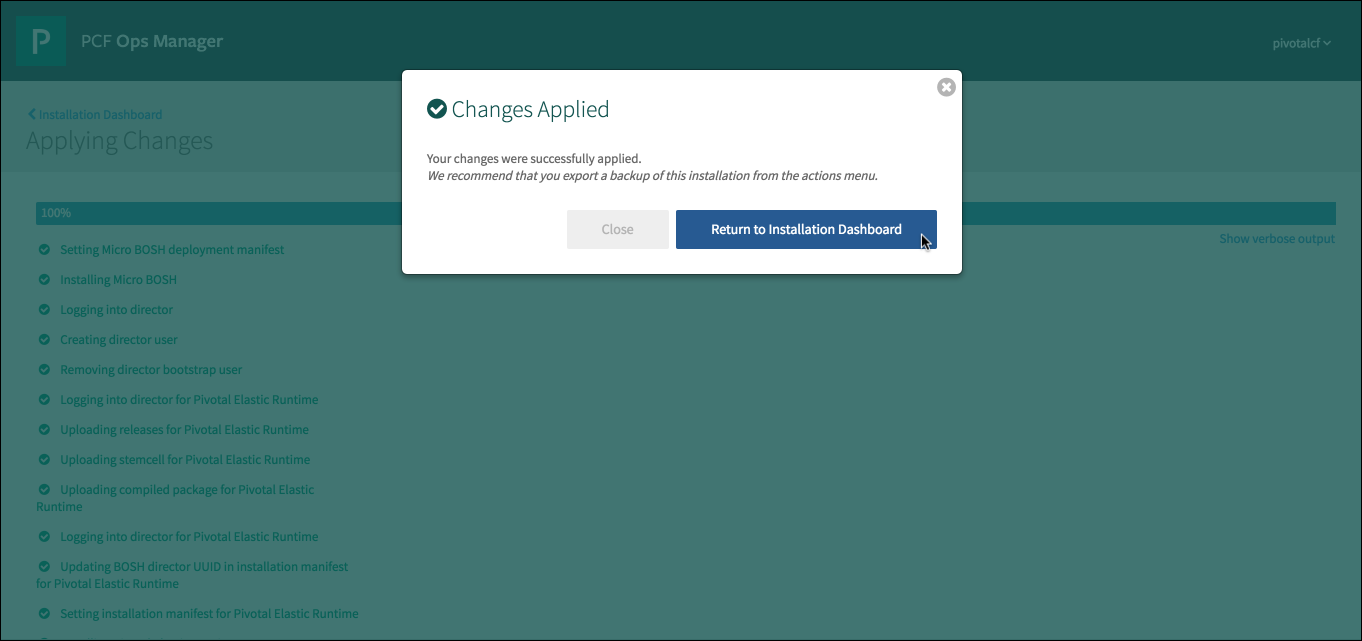 P
PCF Ops Manager
pivotalcf
Installation Dashboard
Applying Changes
Changes Applied
Your changes were successfully applied.
We recommend that you export a backup of this installation from the actions menu.
Close
Return to Installation Dashboard
100%
Show verbose output
Setting Micro BOSH deployment manifest
Installing Micro BOSH
Logging into director
Creating director user
Removing director bootstrap user
Logging into director for Pivotal Elastic Runtime
Uploading releases for Pivotal Elastic Runtime
Uploading stemcell for Pivotal Elastic Runtime
Uploading compiled package for Pivotal Elastic
Runtime
Logging into director for Pivotal Elastic Runtime
Updating BOSH director UUID in installation manifest
for Pivotal Elastic Runtime
Setting installation manifest for Pivotal Elastic Runtime